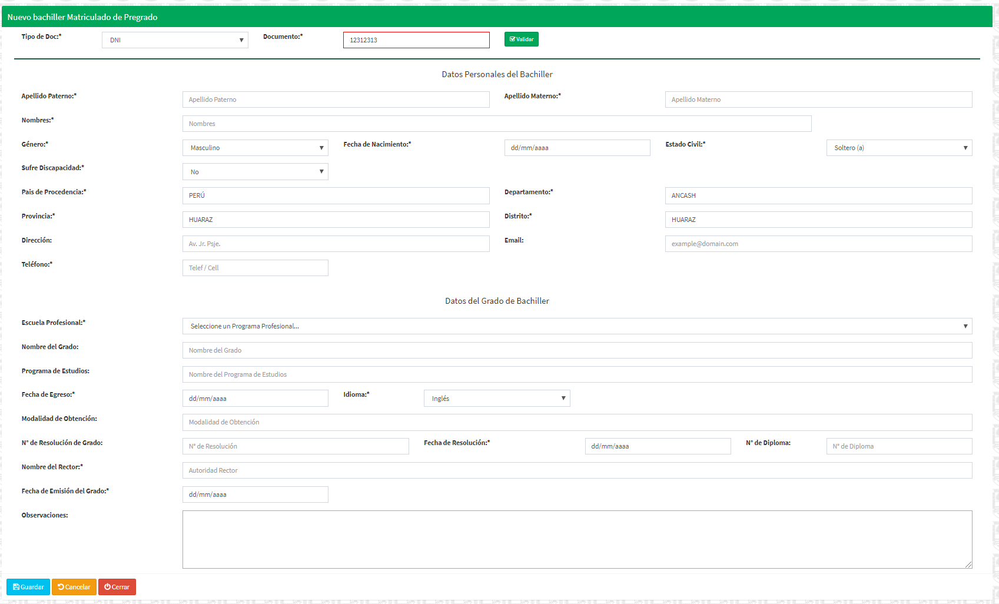 Nuevo bachiller Matriculado de Pregrado
Tipo de Doc:* DNI Documento:* 12312313 Validar
Datos Personales del Bachiller
Apellido Paterno:* Apellido Paterno Apellido Materno:* Apellido Materno
Nombres:* Nombres
Género:* Masculino Fecha de Nacimiento:* dd/mm/aaaa Estado Civil:* Soltero (a)
Sufre Discapacidad:* No
Pais de Procedencia:* PERÚ Departamento:* ANCASH
Provincia:* HUARAZ Distrito:* HUARAZ
Dirección: Av. Jr. Psje. Email: example@domain.com
Teléfono:* Telef / Cell
Datos del Grado de Bachiller
Escuela Profesional:* Seleccione un Programa Profesional...
Nombre del Grado: Nombre del Grado
Programa de Estudios: Nombre del Programa de Estudios
Fecha de Egreso:* dd/mm/aaaa Idioma:* Inglés
Modalidad de Obtención: Modalidad de Obtención
N° de Resolución de Grado: N° de Resolución Fecha de Resolución:* dd/mm/aaaa N° de Diploma: N° de Diploma
Nombre del Rector:* Autoridad Rector
Fecha de Emisión del Grado:* dd/mm/aaaa
Observaciones:
Guardar Cancelar Cerrar